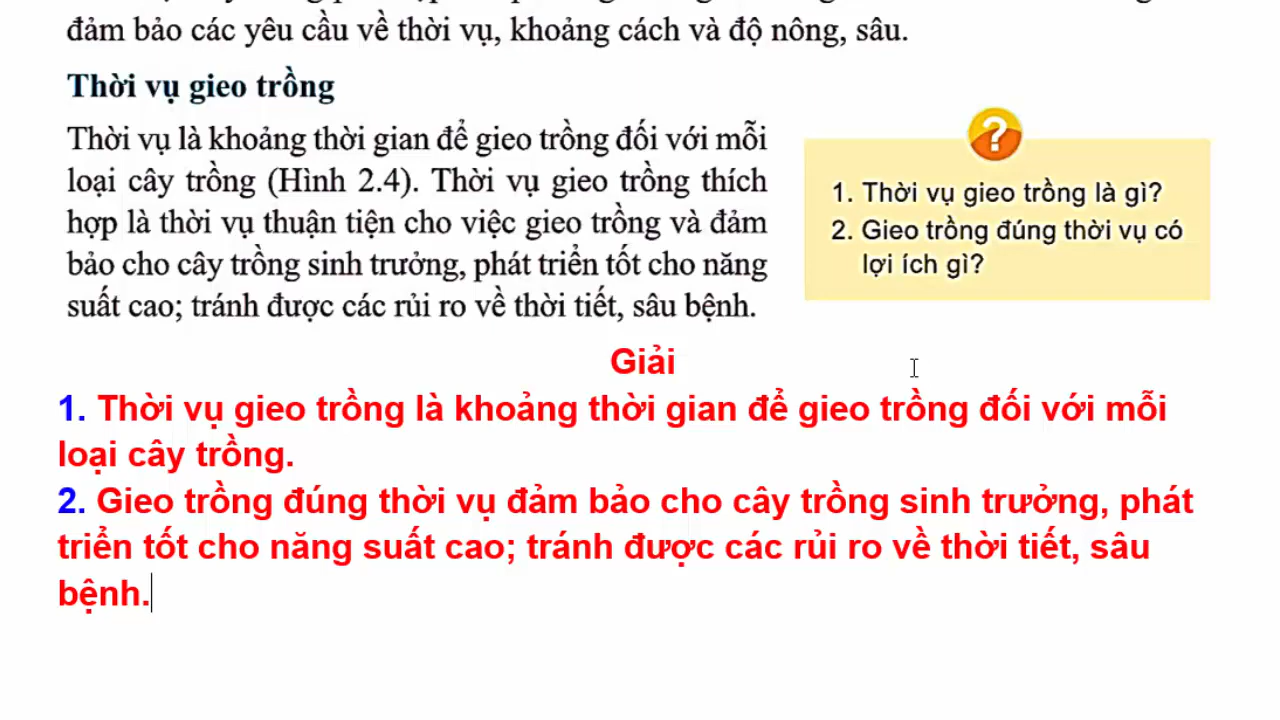 đảm bảo các yêu cầu về thời vụ, khoảng cách và độ nông, sâu.
Thời vụ gieo trồng
Thời vụ là khoảng thời gian để gieo trồng đối với mỗi
loại cây trồng (Hình 2.4). Thời vụ gieo trồng thích
hợp là thời vụ thuận tiện cho việc gieo trồng và đảm
bảo cho cây trồng sinh trưởng, phát triển tốt cho năng
suất cao; tránh được các rủi ro về thời tiết, sâu bệnh.
?
1. Thời vụ gieo trồng là gì?
2. Gieo trồng đúng thời vụ có
lợi ích gì?
Giải
1. Thời vụ gieo trồng là khoảng thời gian để gieo trồng đối với mỗi
loại cây trồng.
2. Gieo trồng đúng thời vụ đảm bảo cho cây trồng sinh trưởng, phát
triển tốt cho năng suất cao; tránh được các rủi ro về thời tiết, sâu
bệnh.